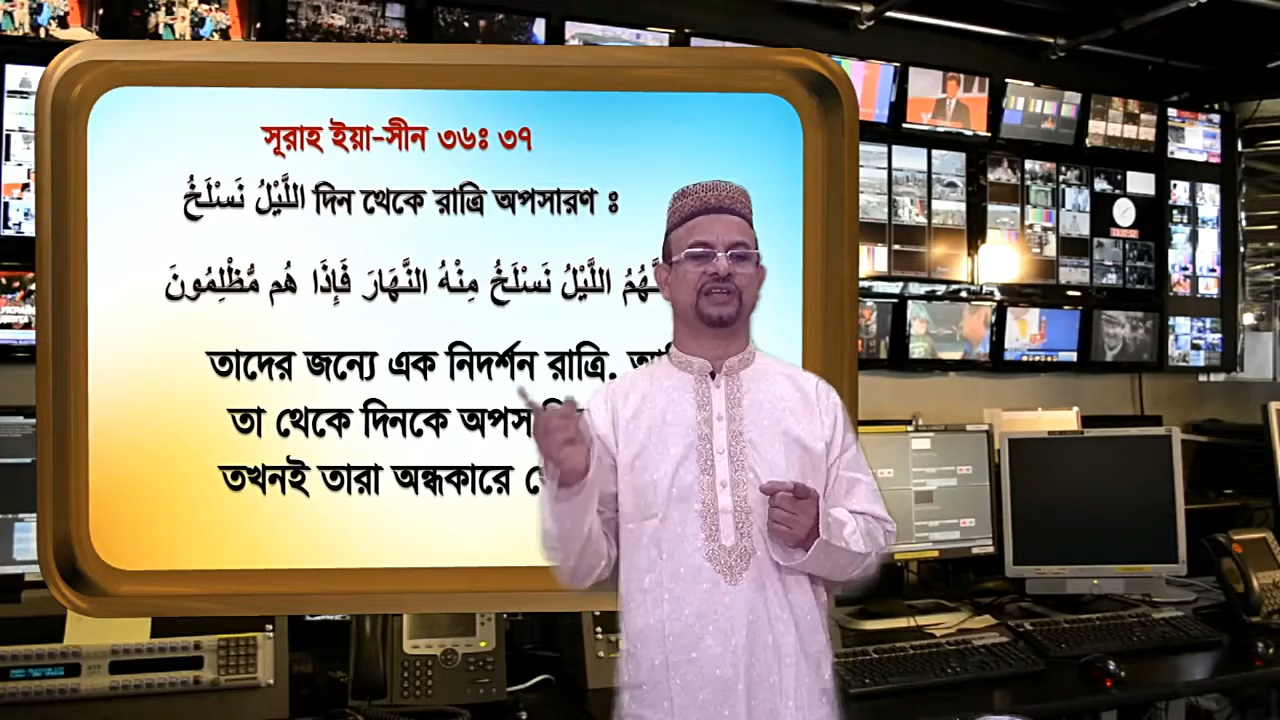 সূরাহ ইয়া-সীন ৩৬ঃ ৩৭
اللَّيْلُ نَسْلَخُ দিন থেকে রাত্রি অপসারণ ঃ
اللَّيْلُ نَسْلَخُ مِنْهُ النَّهَارَ فَإِذَا هُم مُّظْلِمُونَ
তাদের জন্যে এক নিদর্শন রাত্রি.
তা থেকে দিনকে
তখনই তারা অন্ধকারে